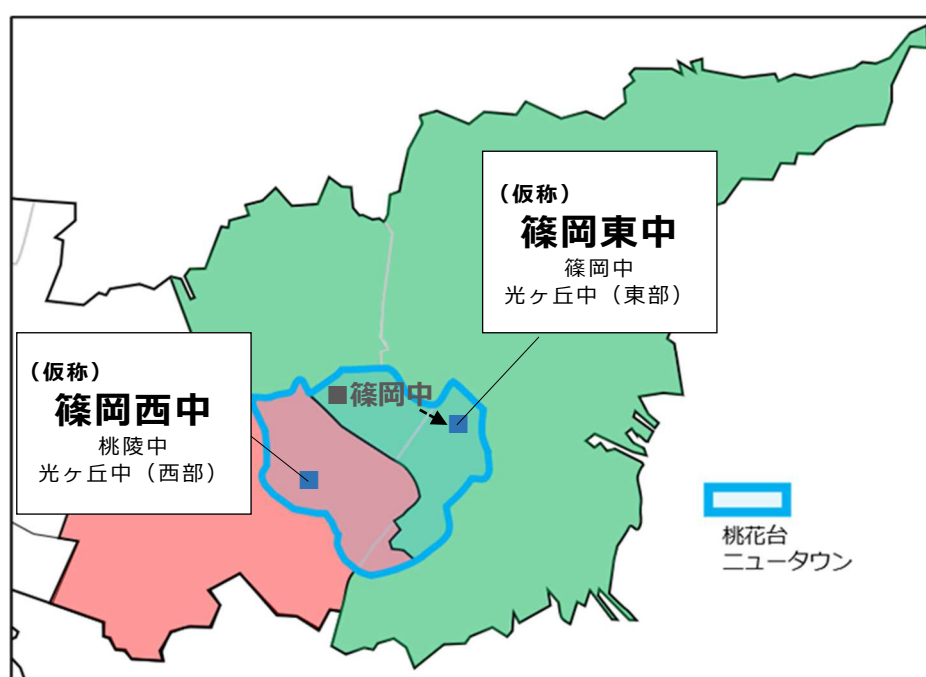 （仮称）
篠岡東中
篠岡中
光ヶ丘中（東部）
（仮称）
篠岡西中
桃陵中
光ヶ丘中（西部）
■篠岡中
桃花台
ニュータウン